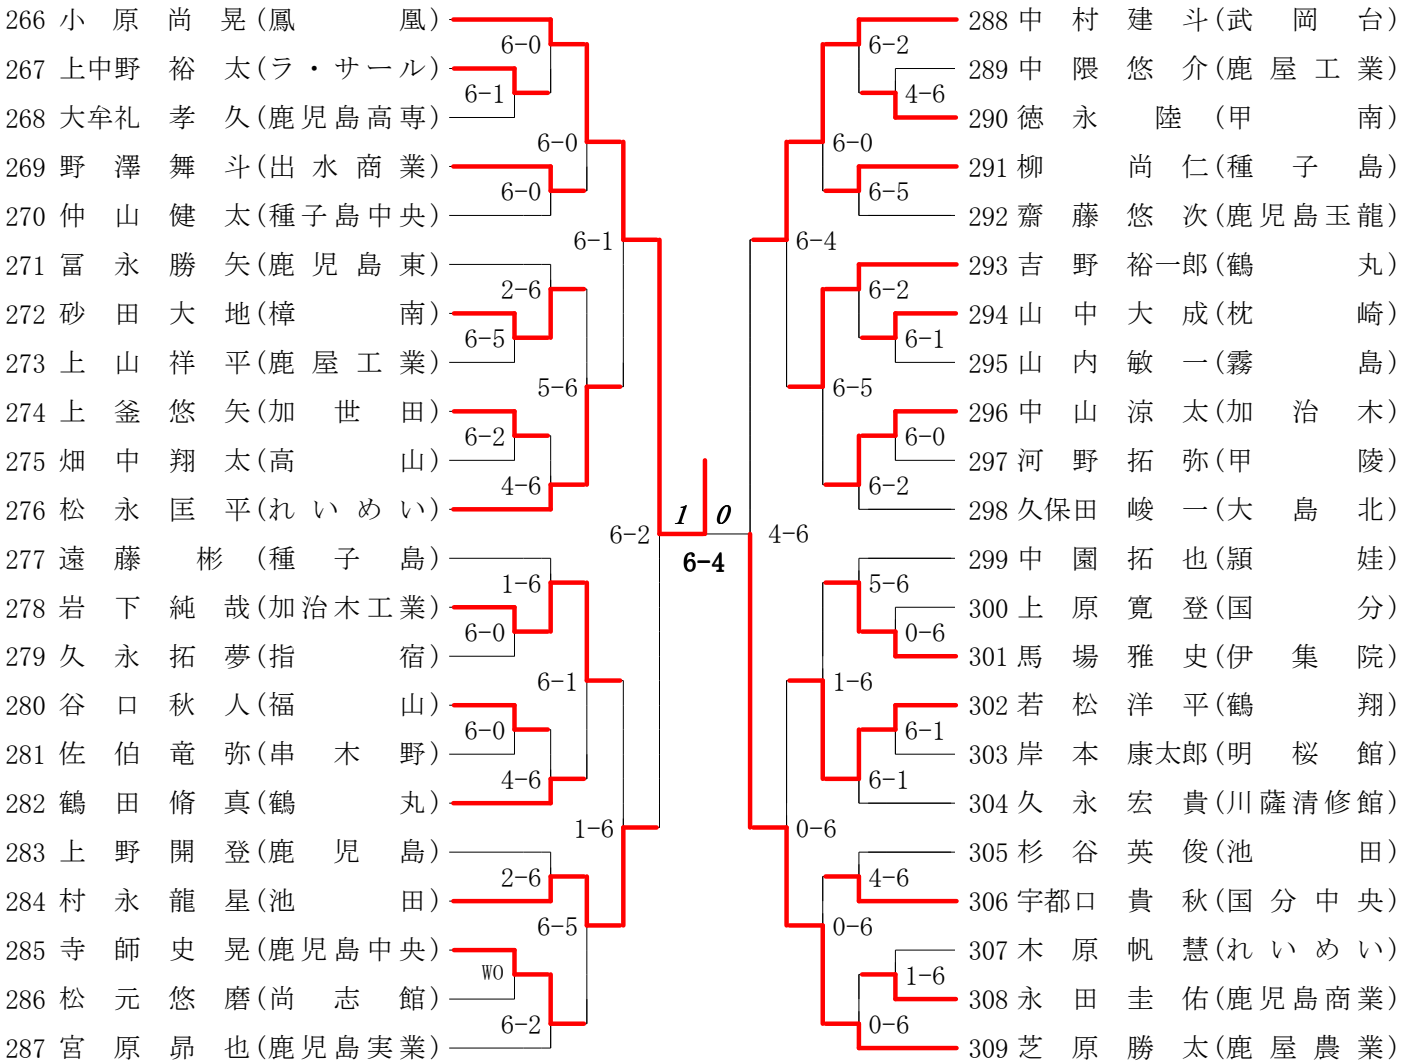 266 小原尚晃(鳳凰)
6-0
267 上中野裕太(ラ・サール)
6-1
268 大牟礼孝久(鹿児島高専)
6-0
269 野澤舞斗(出水商業)
6-0
270 仲山健太(種子島中央)
6-1
271 冨永勝矢(鹿児島東)
2-6
272 砂田大地(樟南)
6-5
273 上山祥平(鹿屋工業)
5-6
274 上釜悠矢(加世田)
6-2
275 畑中翔太(高山)
4-6
276 松永匡平(れいめい)
6-2
277 遠藤彬(種子島)
1-6
278 岩下純哉(加治木工業)
6-0
279 久永拓夢(指宿)
6-1
280 谷口秋人(福山)
6-0
281 佐伯竜弥(串木野)
4-6
282 鶴田脩真(鶴丸)
1-6
283 上野開登(鹿児島)
2-6
284 村永龍星(池田)
6-5
285 寺師史晃(鹿児島中央)
WO
286 松元悠磨(尚志館)
6-2
287 宮原昴也(鹿児島実業)
1 0
6-4
288 中村建斗(武岡台)
6-2
289 中隈悠介(鹿屋工業)
4-6
290 徳永陸(甲南)
6-0
291 柳尚仁(種子島)
6-5
292 齋藤悠次(鹿児島玉龍)
6-4
293 吉野裕一郎(鶴丸)
6-2
294 山中大成(枕崎)
6-1
295 山内敏一(霧島)
6-5
296 中山涼太(加治木)
6-0
297 河野拓弥(甲陵)
6-2
298 久保田峻一(大島北)
4-6
299 中園拓也(頴娃)
5-6
300 上原寛登(国分)
0-6
301 馬場雅史(伊集院)
1-6
302 若松洋平(鶴翔)
6-1
303 岸本康太郎(明桜館)
6-1
304 久永宏貴(川薩清修館)
0-6
305 杉谷英俊(池田)
4-6
306 宇都口貴秋(国分中央)
0-6
307 木原帆慧(れいめい)
1-6
308 永田圭佑(鹿児島商業)
0-6
309 芝原勝太(鹿屋農業)